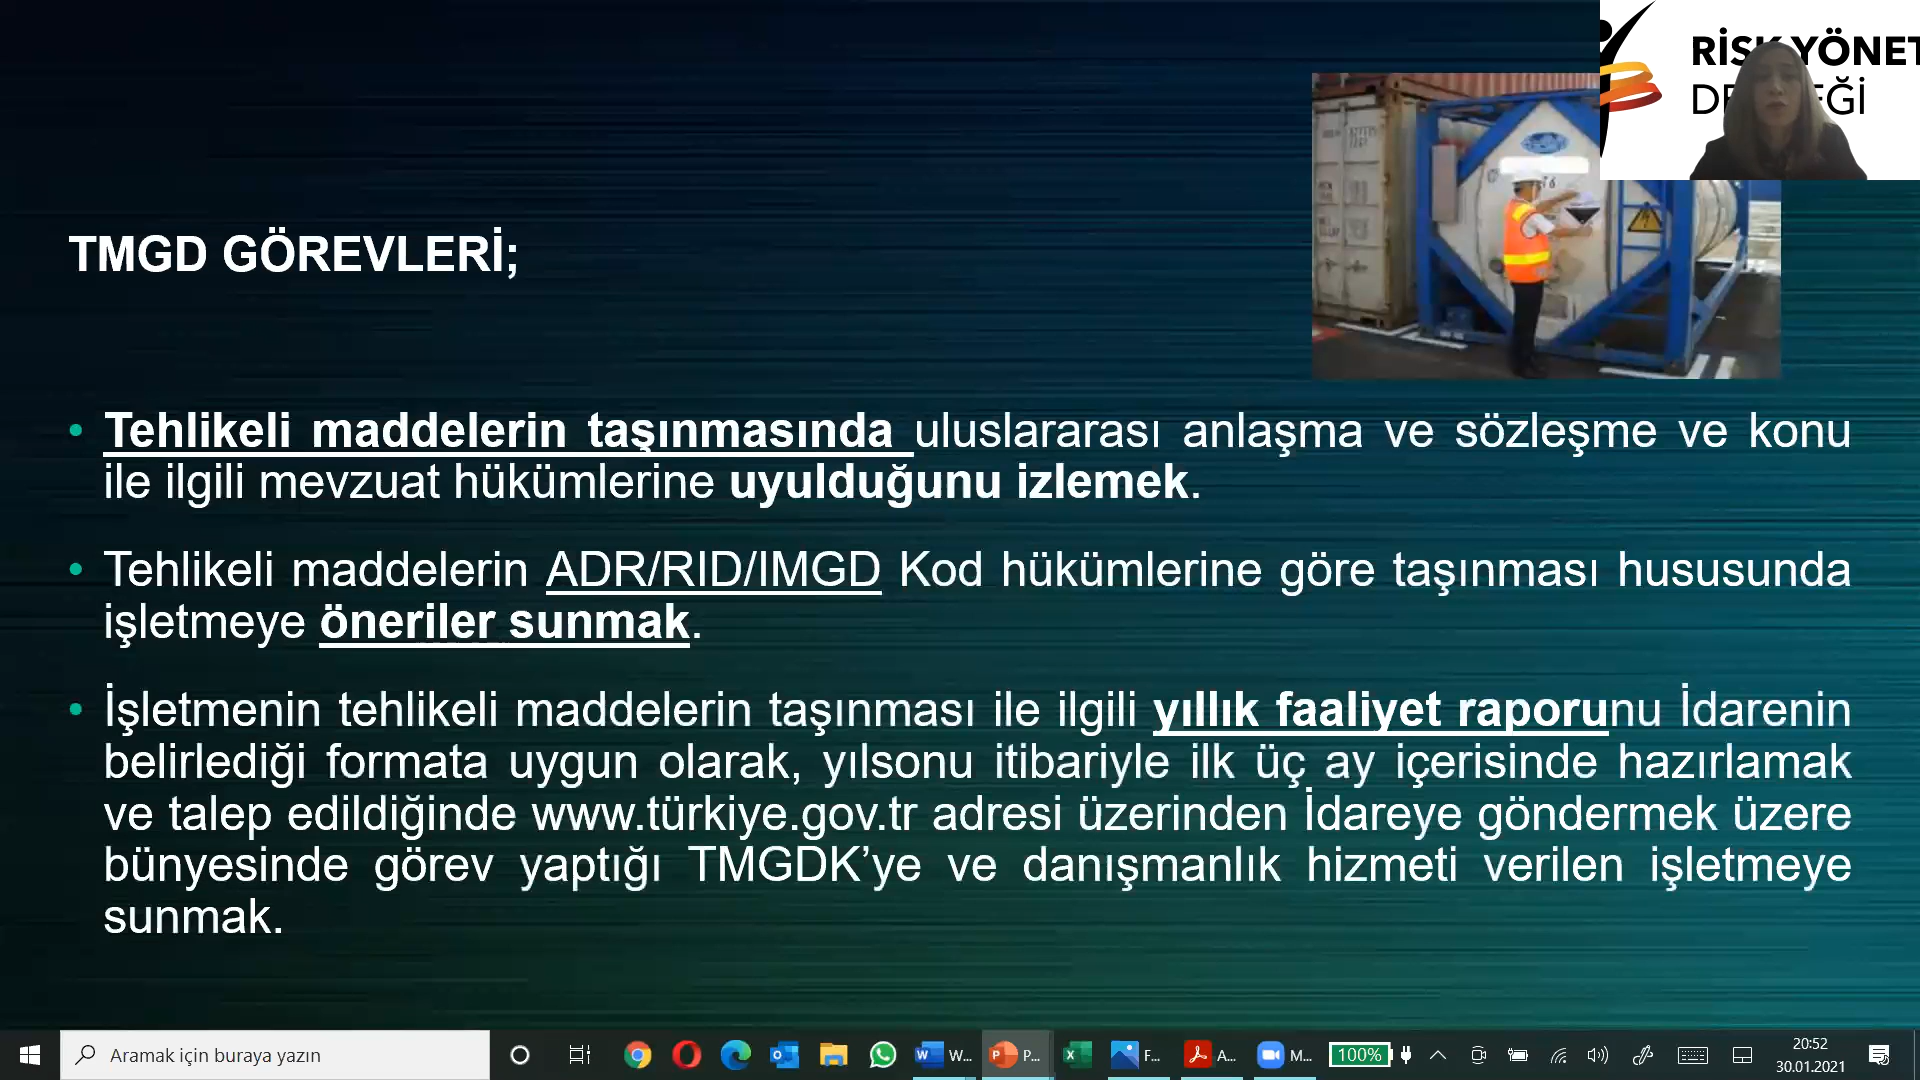 RİSK YÖNET
DE EĞİ
TMGD GÖREVLERİ;
• Tehlikeli maddelerin taşınmasında uluslararası anlaşma ve sözleşme ve konu
ile ilgili mevzuat hükümlerine uyulduğunu izlemek.
• Tehlikeli maddelerin ADR/RID/IMGD Kod hükümlerine göre taşınması hususunda
işletmeye öneriler sunmak.
• İşletmenin tehlikeli maddelerin taşınması ile ilgili yıllık faaliyet raporunu İdarenin
belirlediği formata uygun olarak, yılsonu itibariyle ilk üç ay içerisinde hazırlamak
ve talep edildiğinde www.türkiye.gov.tr adresi üzerinden İdareye göndermek üzere
bünyesinde görev yaptığı TMGDK’ye ve danışmanlık hizmeti verilen işletmeye
sunmak.
Aramak için buraya yazın
W...
P...
F...
A...
M...
100%
20:52
30.01.2021